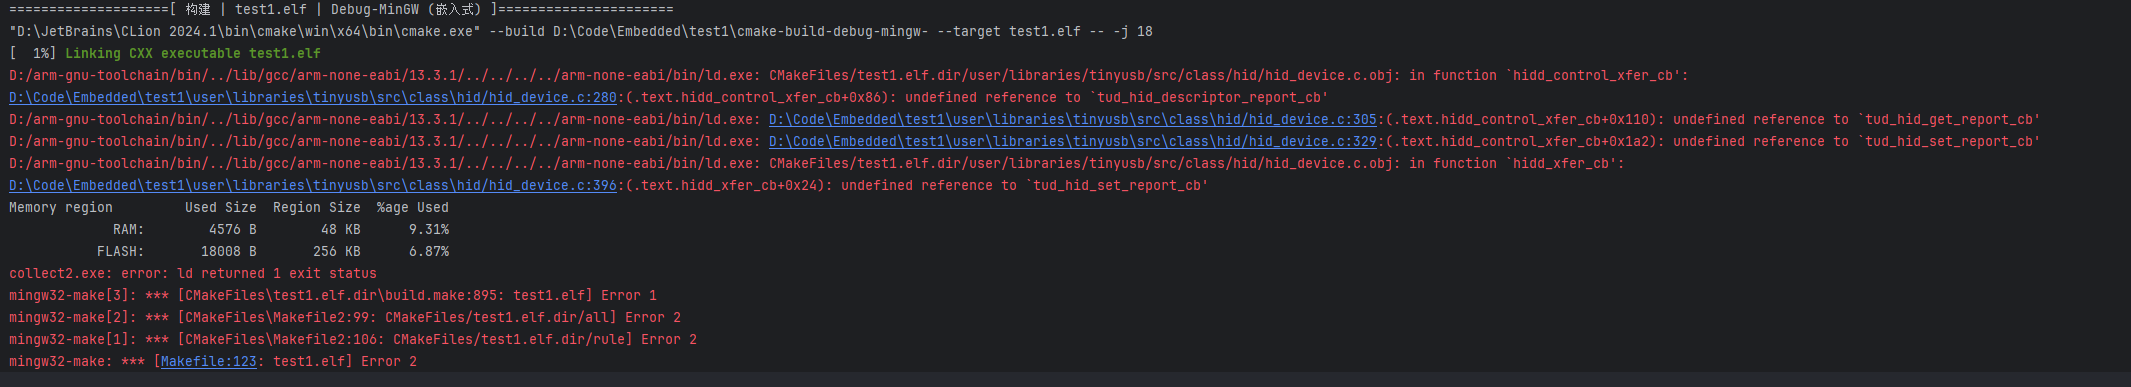 ====================[ 构建 | test1.elf | Debug-MinGW (嵌入式) ]======================
"D:\JetBrains\CLion 2024.1\bin\cmake\win\x64\bin\cmake.exe" --build D:\Code\Embedded\test1\cmake-build-debug-mingw- --target test1.elf -- -j 18
[  1%] Linking CXX executable test1.elf
D:/arm-gnu-toolchain/bin/../lib/gcc/arm-none-eabi/13.3.1/../../../../arm-none-eabi/bin/ld.exe: CMakeFiles/test1.elf.dir/user/libraries/tinyusb/src/class/hid/hid_device.c.obj: in function `hidd_control_xfer_cb':
D:\Code\Embedded\test1\user\libraries\tinyusb\src\class\hid/hid_device.c:280:(.text.hidd_control_xfer_cb+0x86): undefined reference to `tud_hid_descriptor_report_cb'
D:/arm-gnu-toolchain/bin/../lib/gcc/arm-none-eabi/13.3.1/../../../../arm-none-eabi/bin/ld.exe: D:\Code\Embedded\test1\user\libraries\tinyusb\src\class\hid/hid_device.c:305:(.text.hidd_control_xfer_cb+0x110): undefined reference to `tud_hid_get_report_cb'
D:/arm-gnu-toolchain/bin/../lib/gcc/arm-none-eabi/13.3.1/../../../../arm-none-eabi/bin/ld.exe: D:\Code\Embedded\test1\user\libraries\tinyusb\src\class\hid/hid_device.c:329:(.text.hidd_control_xfer_cb+0x1a2): undefined reference to `tud_hid_set_report_cb'
D:/arm-gnu-toolchain/bin/../lib/gcc/arm-none-eabi/13.3.1/../../../../arm-none-eabi/bin/ld.exe: CMakeFiles/test1.elf.dir/user/libraries/tinyusb/src/class/hid/hid_device.c.obj: in function `hidd_xfer_cb':
D:\Code\Embedded\test1\user\libraries\tinyusb\src\class\hid/hid_device.c:396:(.text.hidd_xfer_cb+0x24): undefined reference to `tud_hid_set_report_cb'
Memory region         Used Size  Region Size  %age Used
             RAM:        4576 B        48 KB      9.31%
           FLASH:       18008 B       256 KB      6.87%
collect2.exe: error: ld returned 1 exit status
mingw32-make[3]: *** [CMakeFiles\test1.elf.dir\build.make:895: test1.elf] Error 1
mingw32-make[2]: *** [CMakeFiles\Makefile2:99: CMakeFiles/test1.elf.dir/all] Error 2
mingw32-make[1]: *** [CMakeFiles\Makefile2:106: CMakeFiles/test1.elf.dir/rule] Error 2
mingw32-make: *** [Makefile:123: test1.elf] Error 2